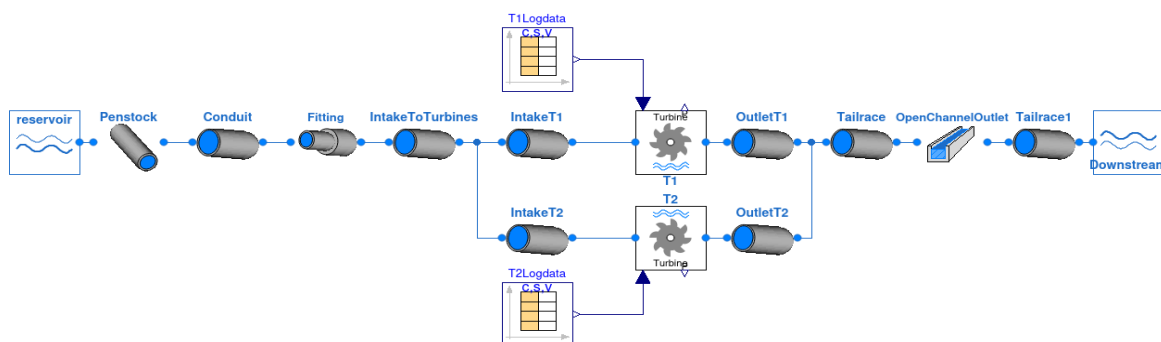 T1Logdata
C,S,V
reservoir
Penstock
Conduit
Fitting
IntakeToTurbines
IntakeT1
Turbine
T1
OutletT1
Tailrace
OpenChannelOutlet
Tailrace1
Downstream
IntakeT2
T2
Turbine
OutletT2
T2Logdata
C,S,V